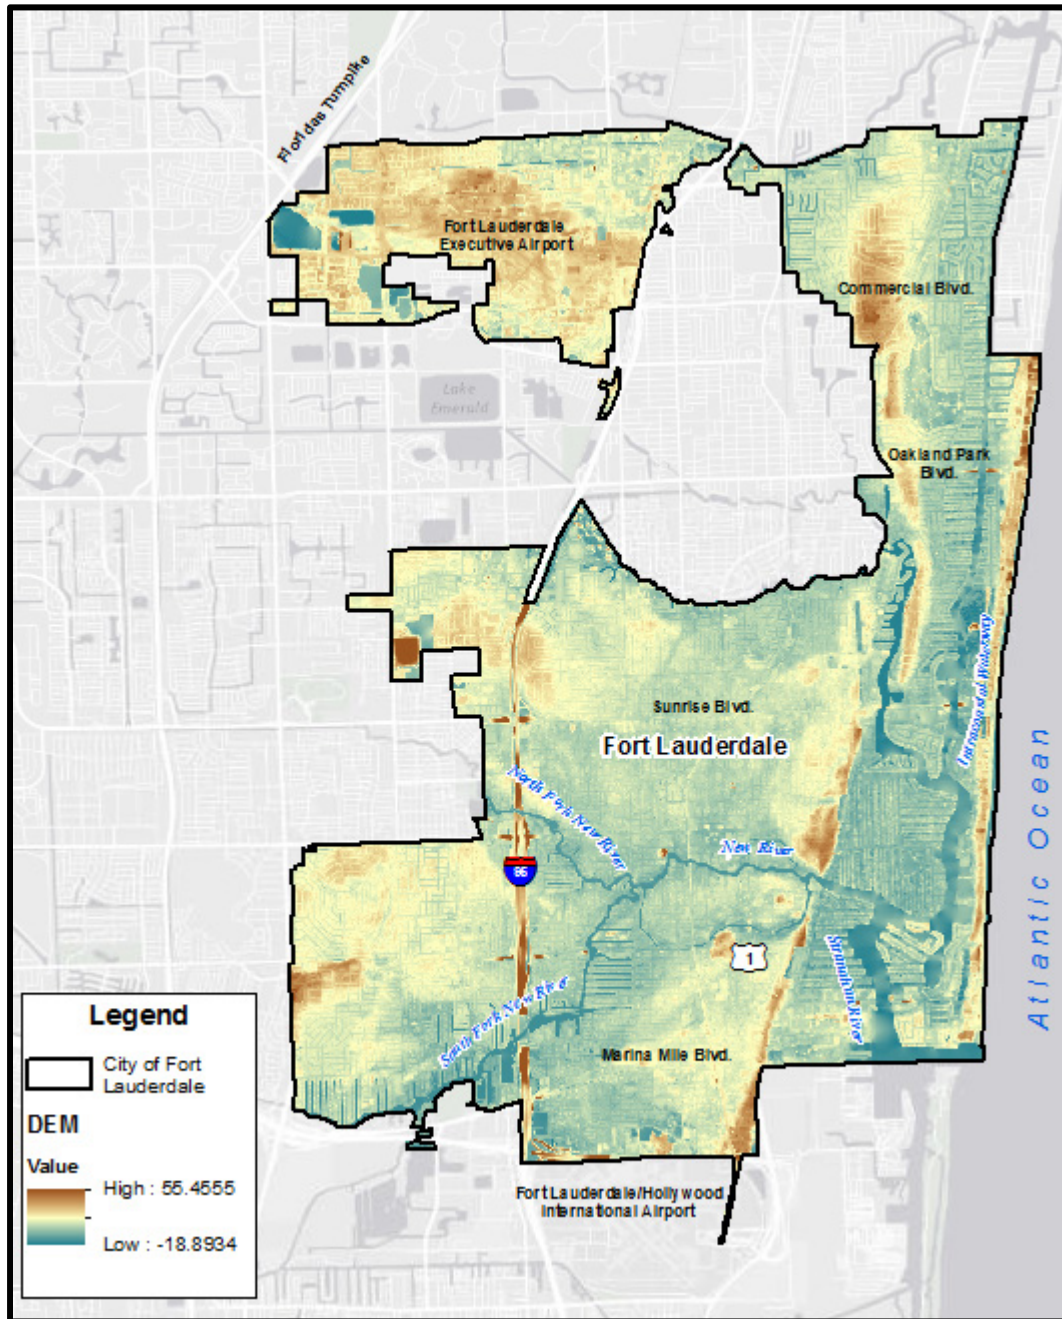 Floridas Turnpike
Fort Lauderdale
Executive Airport
Commercial Blvd.
Lake
Emerald
Oakland Park
Blvd.
Intracoastal Waterway
Sunrise Blvd.
Fort Lauderdale
North Fork New River
New River
95
1
Stranahan River
Atlantic Ocean
South Fork New River
Marina Mile Blvd.
Fort Lauderdale/Hollywood
International Airport
Legend
City of Fort
Lauderdale
DEM
Value
High : 55.4555
Low : -18.8934